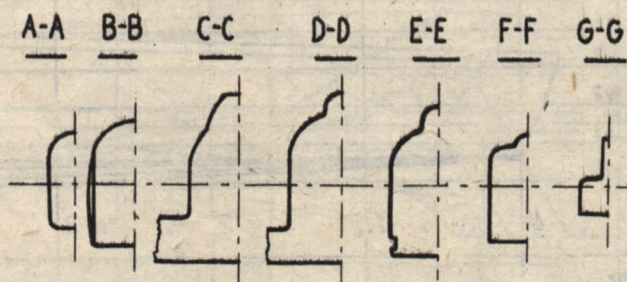 A-A B-B C-C D-D E-E F-F G-G